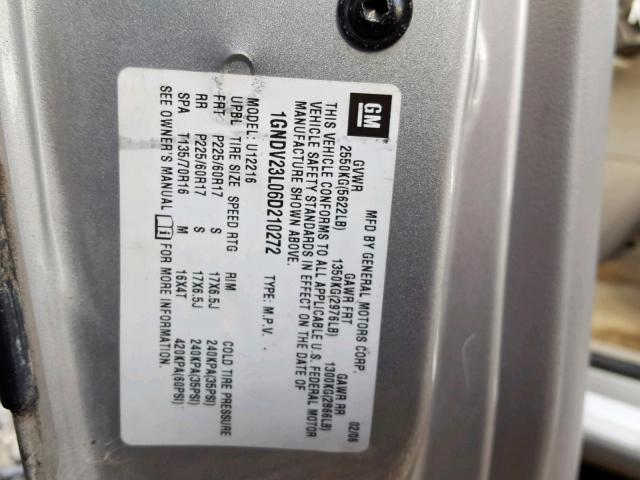 GM
MFD BY GENERAL MOTORS CORP. 02/06
GVWR GAWR FRT GAWR RR
2550KG(5622LB) 1350KG(2976LB) 1300KG(2866LB)
THIS VEHICLE CONFORMS TO ALL APPLICABLE U.S. FEDERAL MOTOR
VEHICLE SAFETY STANDARDS IN EFFECT ON THE DATE OF
MANUFACTURE SHOWN ABOVE.
1GNDV23L06D210272 TYPE: M.P.V.
MODEL: U12216
UPBL TIRE SIZE SPEED RTG RIM COLD TIRE PRESSURE
FRT P225/60R17 S 17X6.5J 240KPA(35PSI)
RR P225/60R17 S 17X6.5J 240KPA(35PSI)
SPA T135/70R16 M 16X4T 420KPA(60PSI)
SEE OWNER'S MANUAL FOR MORE INFORMATION.